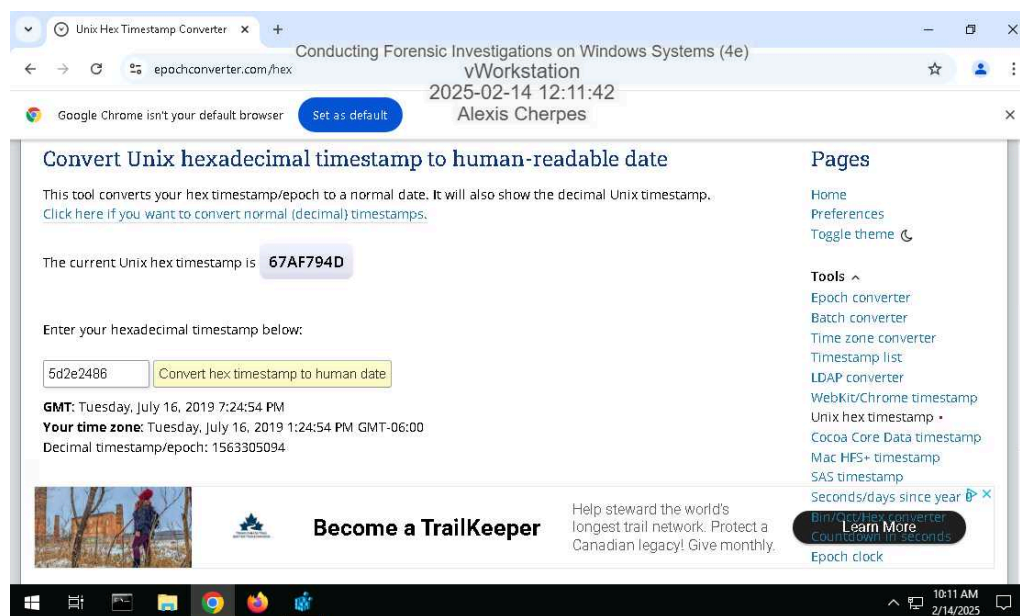 Unix Hex Timestamp Converter
epochconverter.com/hex
Conducting Forensic Investigations on Windows Systems (4e)
vWorkstation
2025-02-14 12:11:42
Alexis Cherpes
Google Chrome isn't your default browser
Set as default
Convert Unix hexadecimal timestamp to human-readable date
This tool converts your hex timestamp/epoch to a normal date. It will also show the decimal Unix timestamp.
Click here if you want to convert normal (decimal) timestamps.
The current Unix hex timestamp is 67AF794D
Enter your hexadecimal timestamp below:
5d2e2486 Convert hex timestamp to human date
GMT: Tuesday, July 16, 2019 7:24:54 PM
Your time zone: Tuesday, July 16, 2019 1:24:54 PM GMT-06:00
Decimal timestamp/epoch: 1563305094
Pages
Home
Preferences
Toggle theme
Tools
Epoch converter
Batch converter
Time zone converter
Timestamp list
LDAP converter
WebKit/Chrome timestamp
Unix hex timestamp •
Cocoa Core Data timestamp
Mac HFS+ timestamp
SAS timestamp
Seconds/days since year 0
Bin/Oct/Hex converter
Countdown in seconds
Epoch clock
Become a TrailKeeper
Help steward the world's
longest trail network. Protect a
Canadian legacy! Give monthly.
Learn More
10:11 AM
2/14/2025